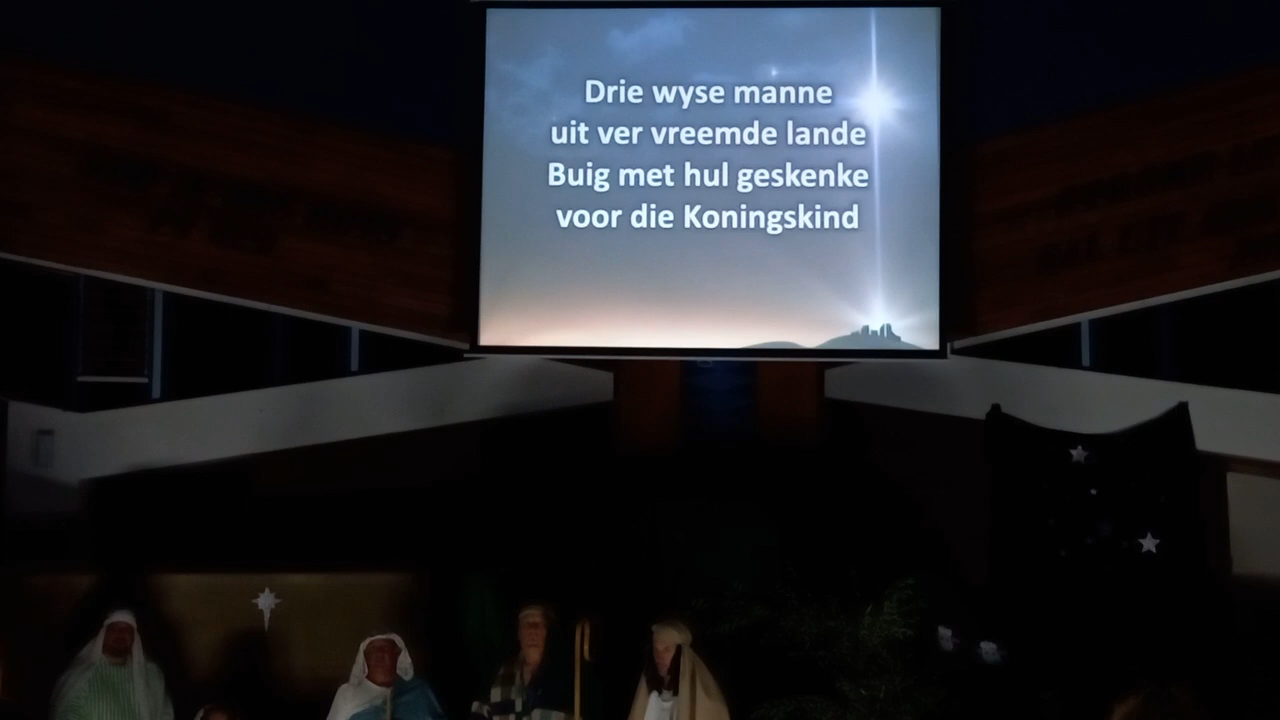 Drie wyse manne
uit ver vreemde lande
Buig met hul geskenke
voor die Koningskind